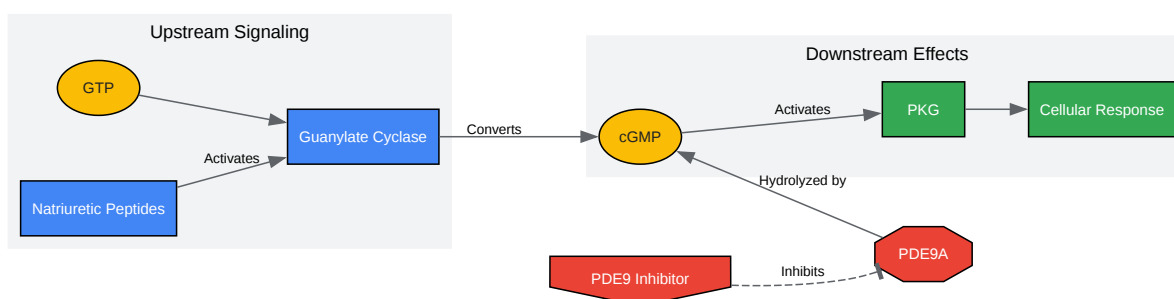 Upstream Signaling
GTP
Guanylate Cyclase
Activates
Natriuretic Peptides
Converts
Downstream Effects
cGMP
Activates
PKG
Cellular Response
Hydrolyzed by
PDE9A
PDE9 Inhibitor
Inhibits